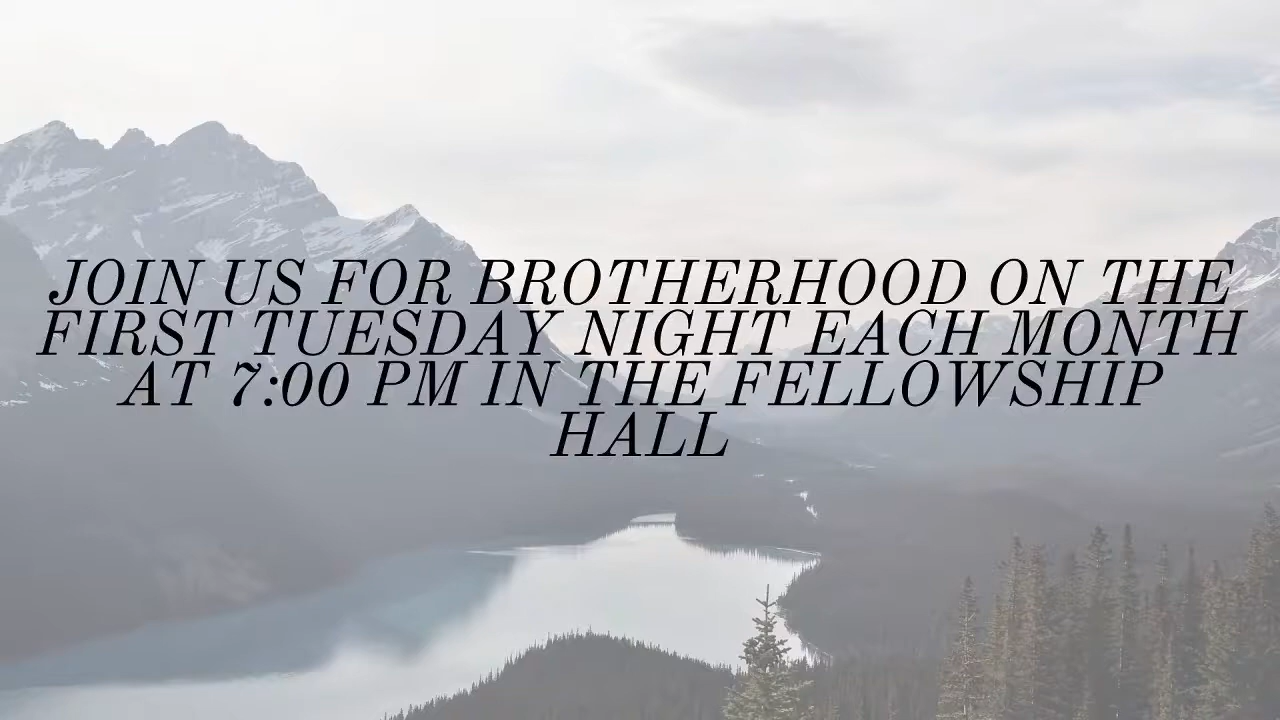 JOIN US FOR BROTHERHOOD ON THE
FIRST TUESDAY NIGHT EACH MONTH
AT 7:00 PM IN THE FELLOWSHIP
HALL